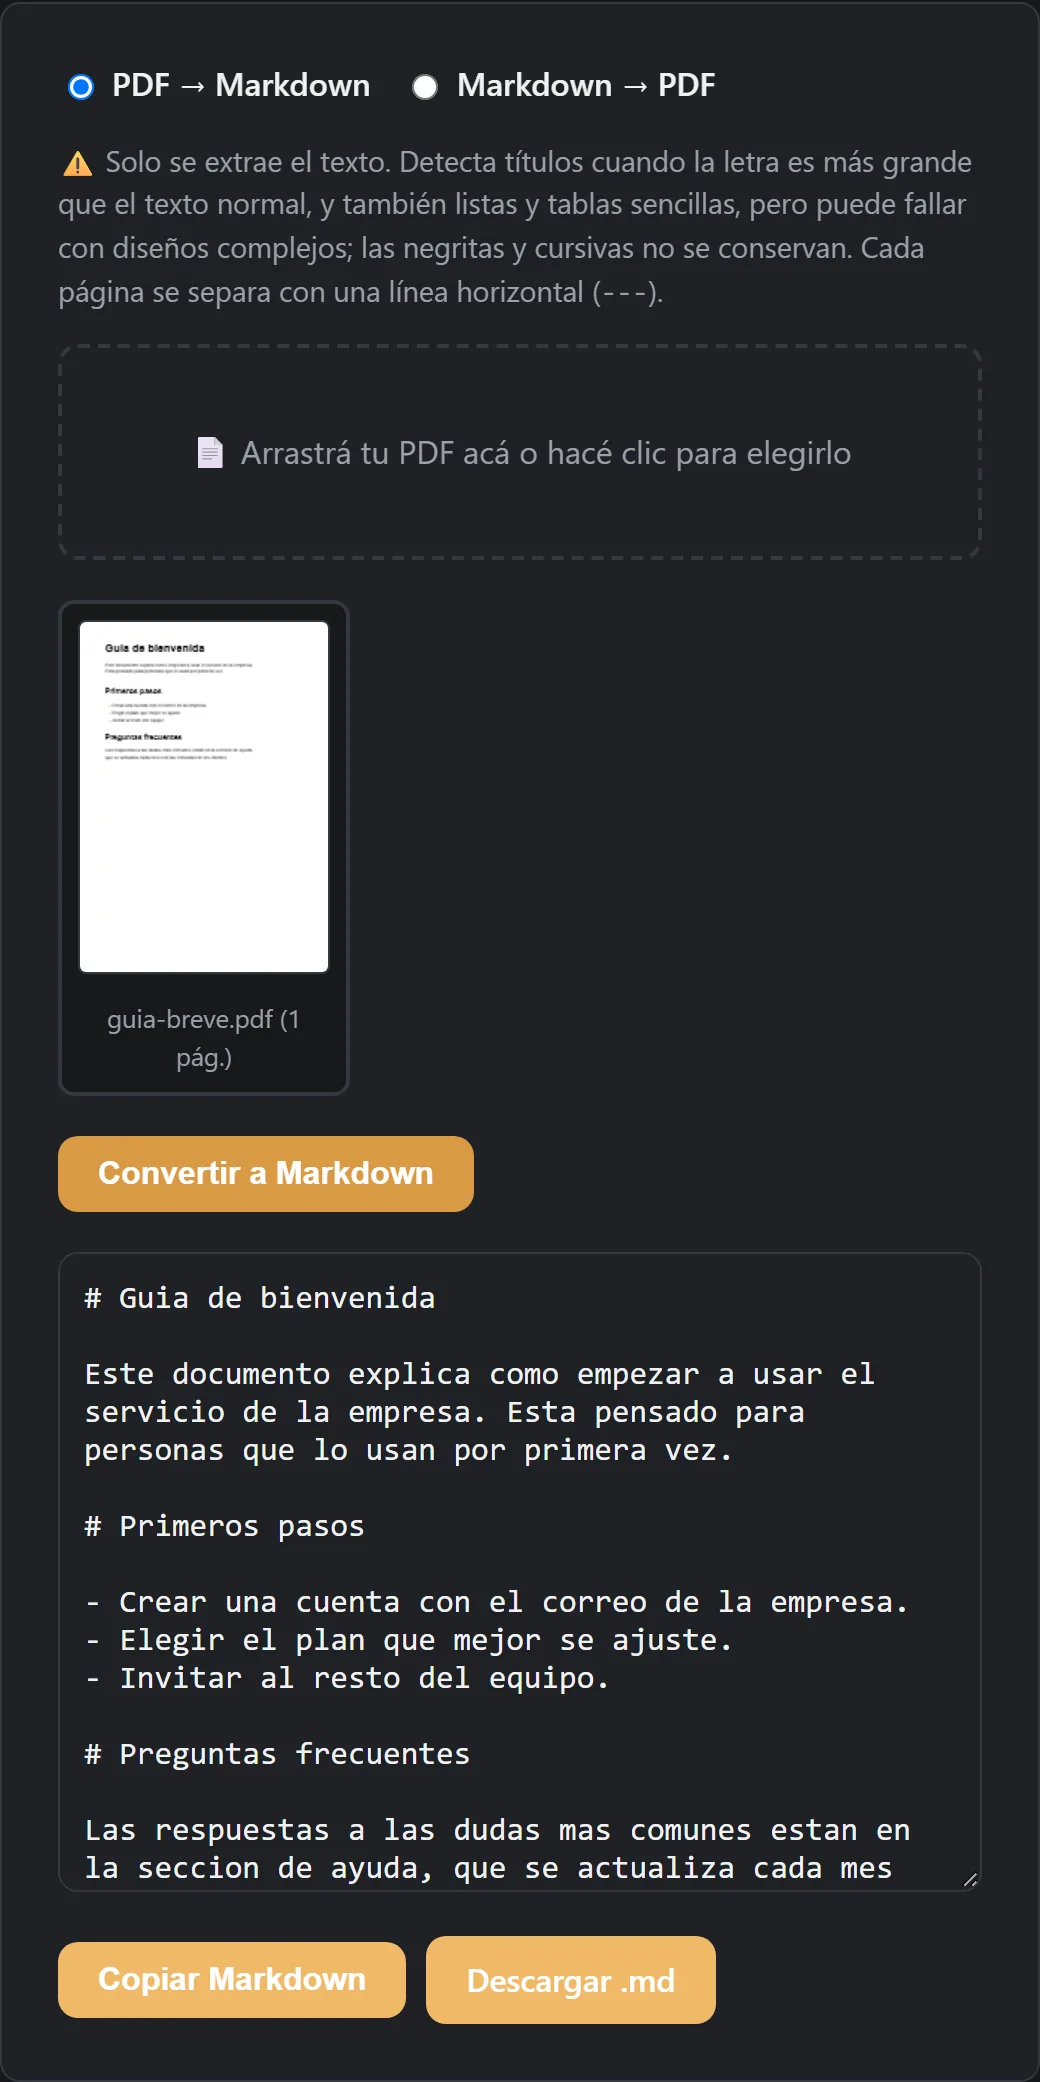 PDF → Markdown
Markdown → PDF
⚠️ Solo se extrae el texto. Detecta títulos cuando la letra es más grande
que el texto normal, y también listas y tablas sencillas, pero puede fallar
con diseños complejos; las negritas y cursivas no se conservan. Cada
página se separa con una línea horizontal (---).
📄 Arrastrá tu PDF acá o hacé clic para elegirlo
Guia de bienvenida
Primeros pasos
Preguntas frecuentes
guia-breve.pdf (1
pág.)
Convertir a Markdown
# Guia de bienvenida
Este documento explica como empezar a usar el
servicio de la empresa. Esta pensado para
personas que lo usan por primera vez.
# Primeros pasos
- Crear una cuenta con el correo de la empresa.
- Elegir el plan que mejor se ajuste.
- Invitar al resto del equipo.
# Preguntas frecuentes
Las respuestas a las dudas mas comunes estan en
la seccion de ayuda, que se actualiza cada mes
Copiar Markdown
Descargar .md